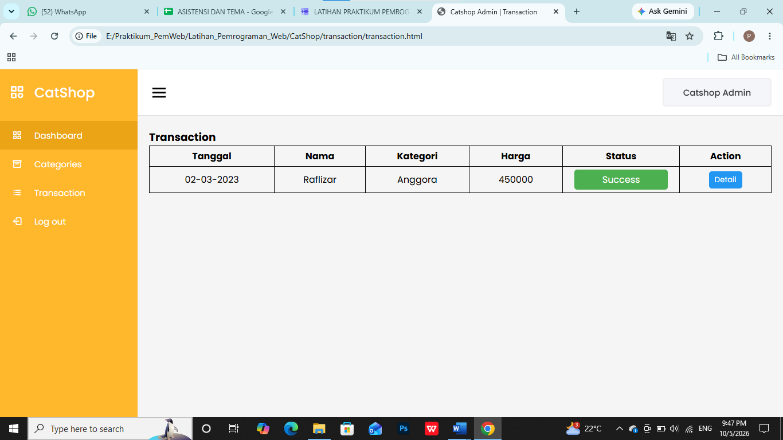 (52) WhatsApp
ASISTENSI DAN TEMA - Google
LATIHAN PRAKTIKUM PEMROG
Catshop Admin | Transaction
Ask Gemini
File E:/Praktikum_PemWeb/Latihan_Pemrograman_Web/CatShop/transaction/transaction.html
P
All Bookmarks
CatShop
Catshop Admin
Dashboard
Categories
Transaction
Log out
Transaction
Tanggal Nama Kategori Harga Status Action
02-03-2023 Raflizar Anggora 450000 Success Detail
Type here to search
22°C
ENG
9:47 PM
10/5/2026